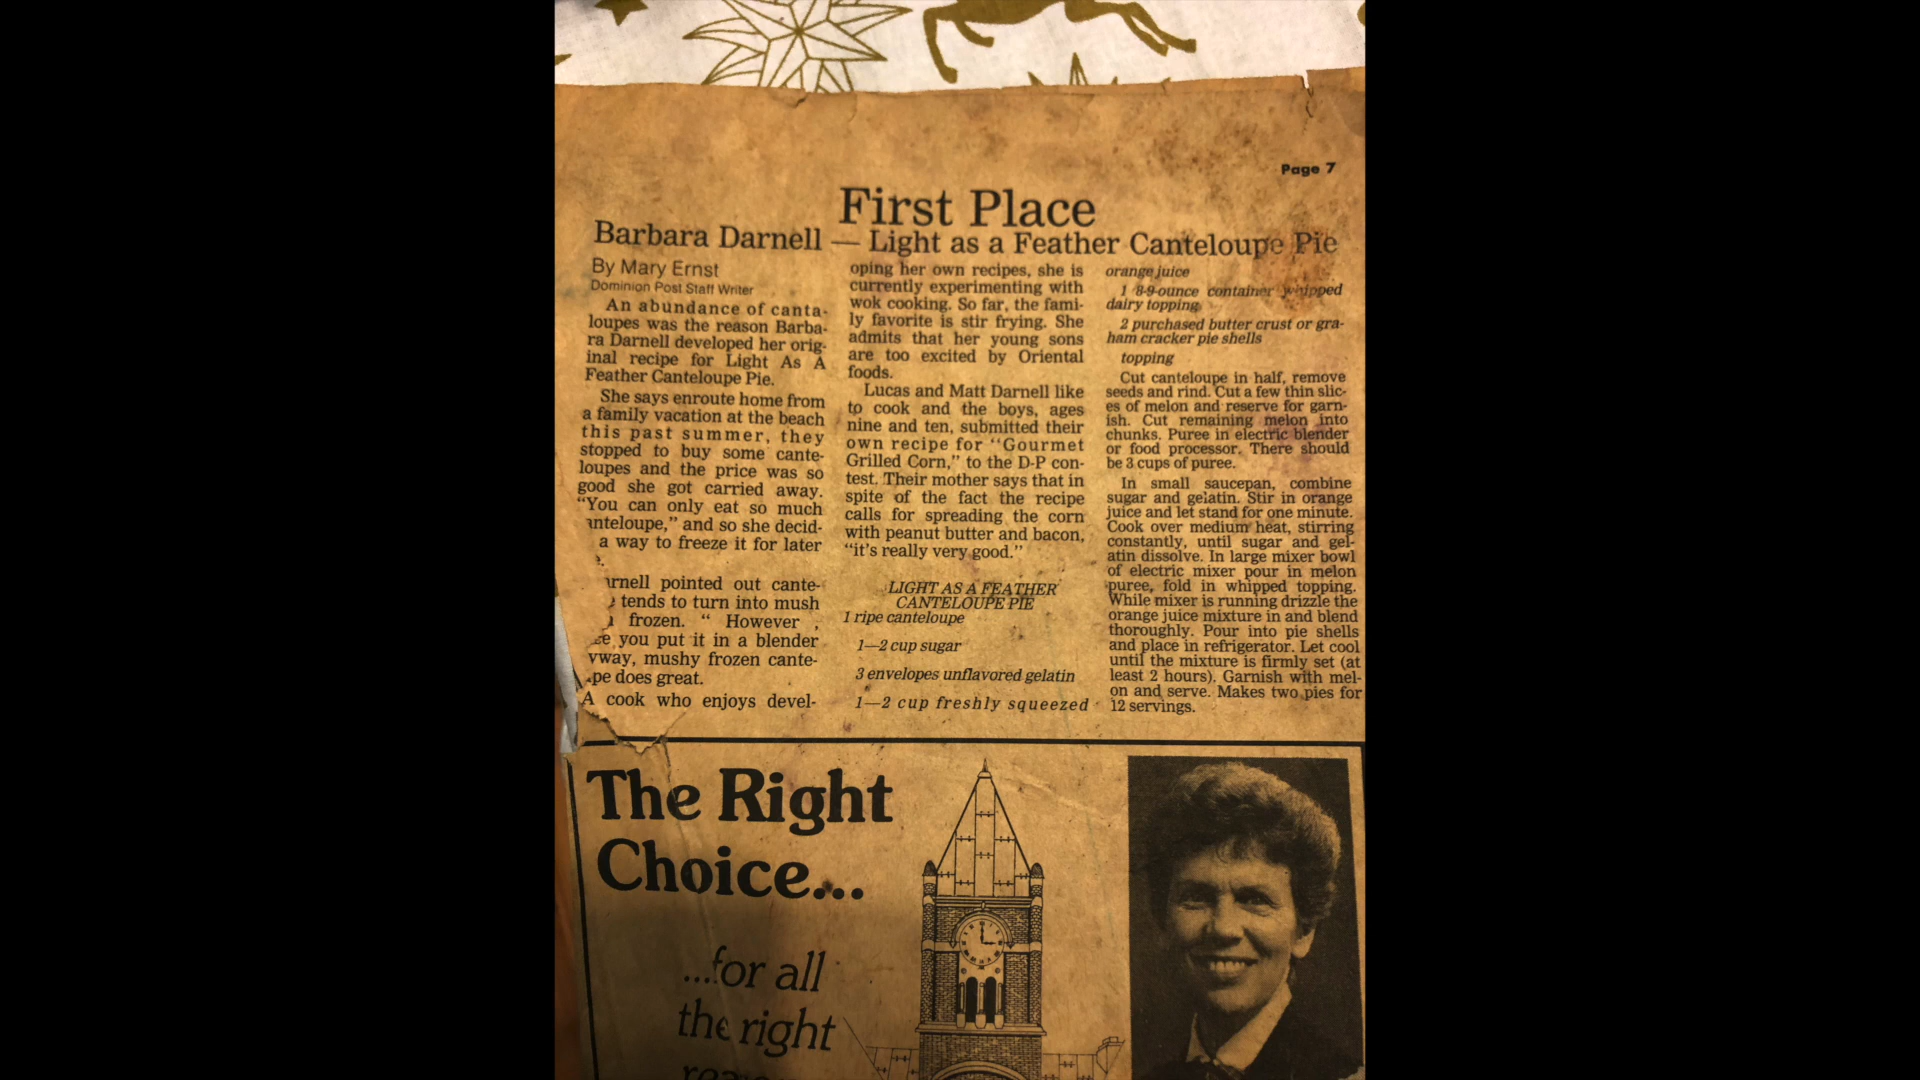 Page 7
First Place
Barbara Darnell — Light as a Feather Canteloupe Pie
By Mary Ernst
Dominion Post Staff Writer
An abundance of canta-
loupes was the reason Barba-
ra Darnell developed her orig-
inal recipe for Light As A
Feather Canteloupe Pie.
She says enroute home from
a family vacation at the beach
this past summer, they
stopped to buy some cante-
loupes and the price was so
good she got carried away.
“You can only eat so much
anteloupe,” and so she decid-
a way to freeze it for later
e.
arnell pointed out cante-
e tends to turn into mush
frozen. “ However ,
you put it in a blender
yway, mushy frozen cante-
pe does great.
A cook who enjoys devel-
oping her own recipes, she is
currently experimenting with
wok cooking. So far, the fami-
ly favorite is stir frying. She
admits that her young sons
are too excited by Oriental
foods.
Lucas and Matt Darnell like
to cook and the boys, ages
nine and ten, submitted their
own recipe for “Gourmet
Grilled Corn,” to the D-P con-
test. Their mother says that in
spite of the fact the recipe
calls for spreading the corn
with peanut butter and bacon,
“it’s really very good.”
LIGHT AS A FEATHER
CANTELOUPE PIE
1 ripe canteloupe
1—2 cup sugar
3 envelopes unflavored gelatin
1—2 cup freshly squeezed
orange juice
1 8-9-ounce container whipped
dairy topping
2 purchased butter crust or gra-
ham cracker pie shells
topping
Cut canteloupe in half, remove
seeds and rind. Cut a few thin slic-
es of melon and reserve for garn-
ish. Cut remaining melon into
chunks. Puree in electric blender
or food processor. There should
be 3 cups of puree.
In small saucepan, combine
sugar and gelatin. Stir in orange
juice and let stand for one minute.
Cook over medium heat, stirring
constantly, until sugar and gel-
atin dissolve. In large mixer bowl
of electric mixer pour in melon
puree, fold in whipped topping.
While mixer is running drizzle the
orange juice mixture in and blend
thoroughly. Pour into pie shells
and place in refrigerator. Let cool
until the mixture is firmly set (at
least 2 hours). Garnish with mel-
on and serve. Makes two pies for
12 servings.
The Right
Choice...
...for all
the right